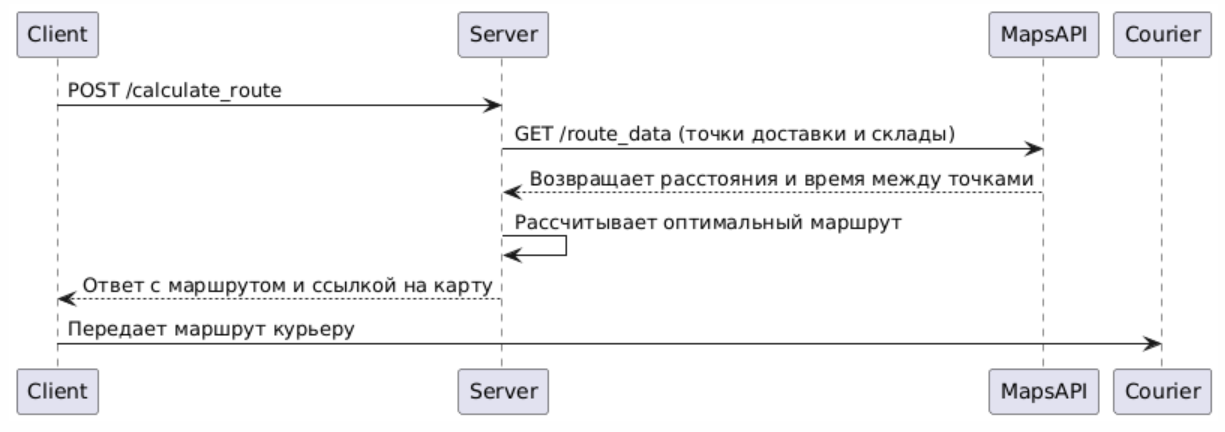 Client Server MapsAPI Courier
POST /calculate_route
GET /route_data (точки доставки и склады)
Возвращает расстояния и время между точками
Рассчитывает оптимальный маршрут
Ответ с маршрутом и ссылкой на карту
Передает маршрут курьеру
Client Server MapsAPI Courier